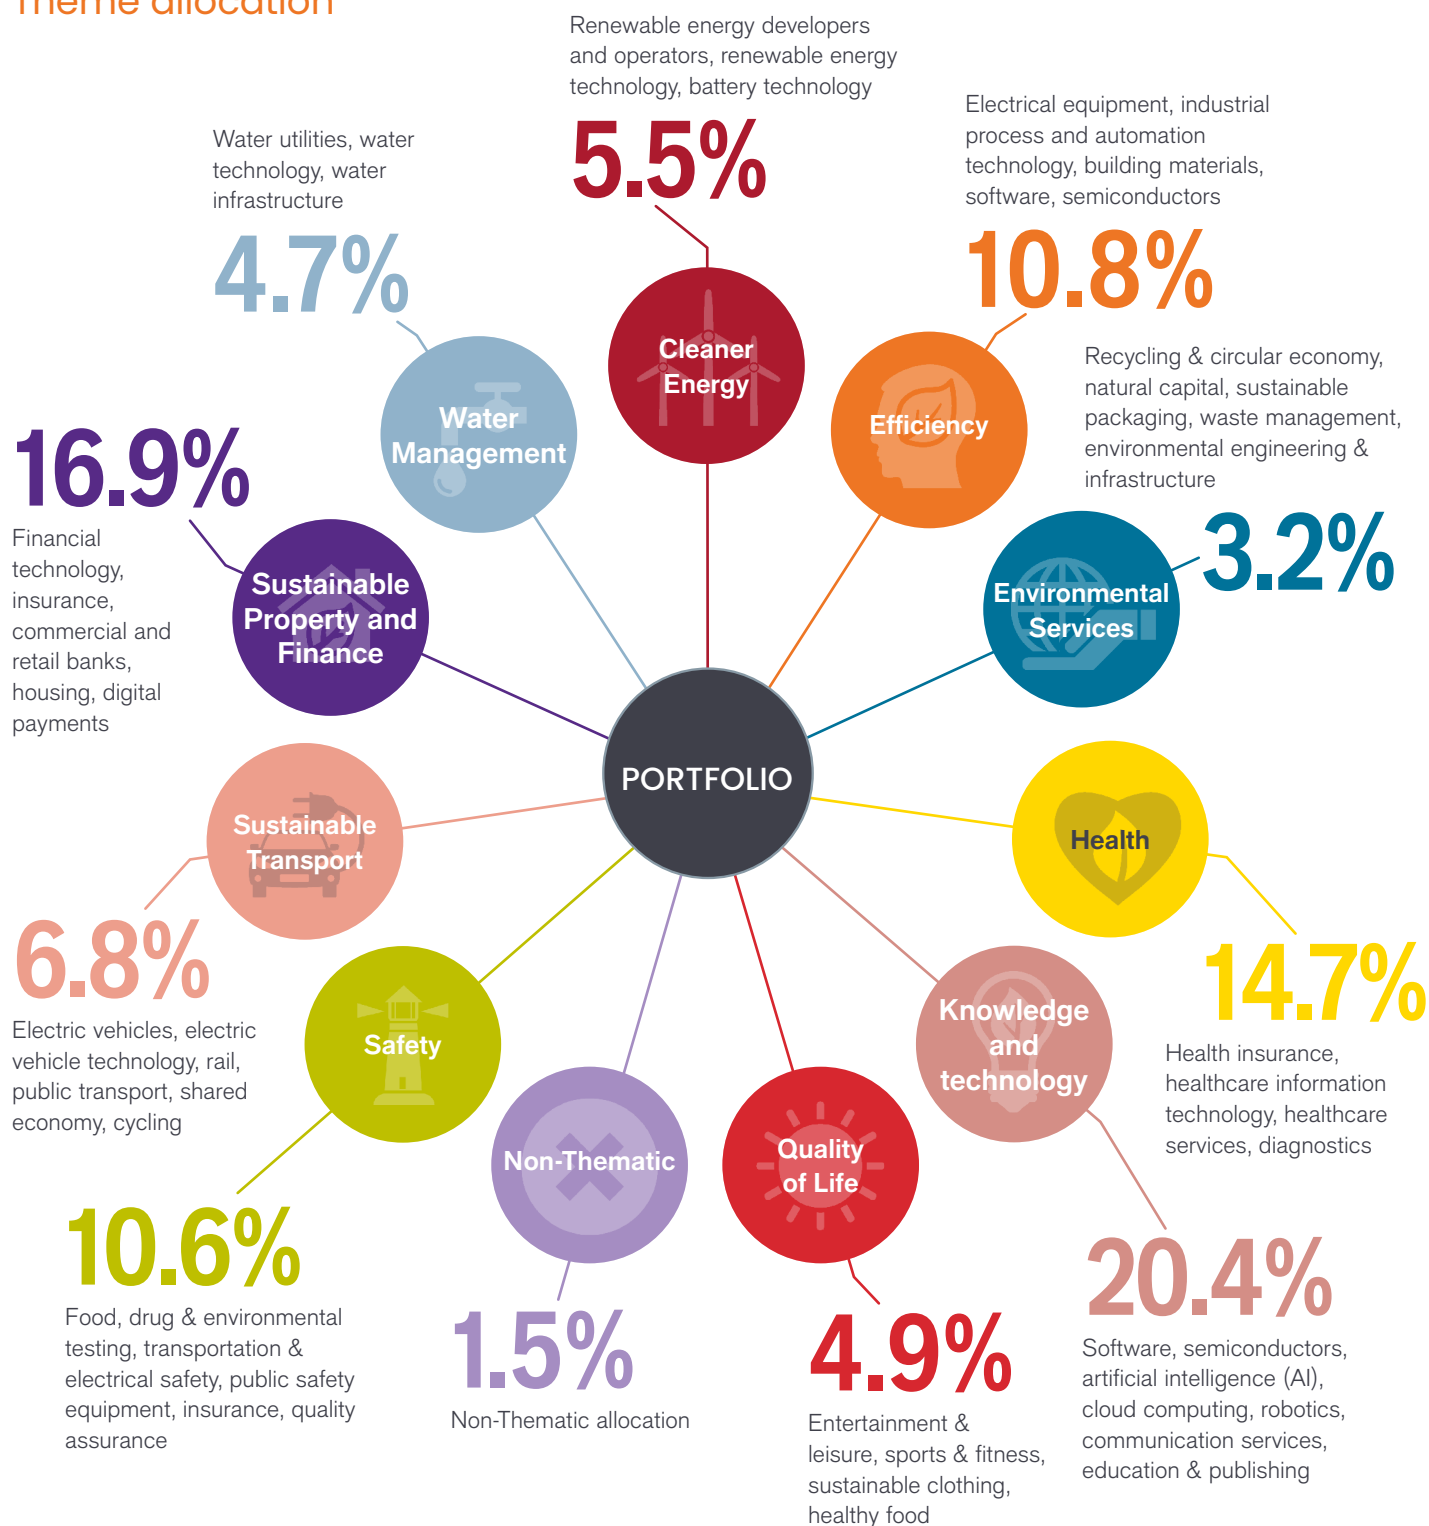 Theme allocation
Renewable energy developers
and operators, renewable energy
technology, battery technology
5.5%
Cleaner
Energy
Electrical equipment, industrial
process and automation
technology, building materials,
software, semiconductors
10.8%
Efficiency
Recycling & circular economy,
natural capital, sustainable
packaging, waste management,
environmental engineering &
infrastructure
3.2%
Environmental
Services
Health
14.7%
Health insurance,
healthcare information
technology, healthcare
services, diagnostics
Knowledge
and
technology
20.4%
Software, semiconductors,
artificial intelligence (AI),
cloud computing, robotics,
communication services,
education & publishing
Quality
of Life
4.9%
Entertainment &
leisure, sports & fitness,
sustainable clothing,
healthy food
Non-Thematic
1.5%
Non-Thematic allocation
Safety
10.6%
Food, drug & environmental
testing, transportation &
electrical safety, public safety
equipment, insurance, quality
assurance
Sustainable
Transport
6.8%
Electric vehicles, electric
vehicle technology, rail,
public transport, shared
economy, cycling
16.9%
Financial
technology,
insurance,
commercial and
retail banks,
housing, digital
payments
Sustainable
Property and
Finance
Water utilities, water
technology, water
infrastructure
4.7%
Water
Management
PORTFOLIO